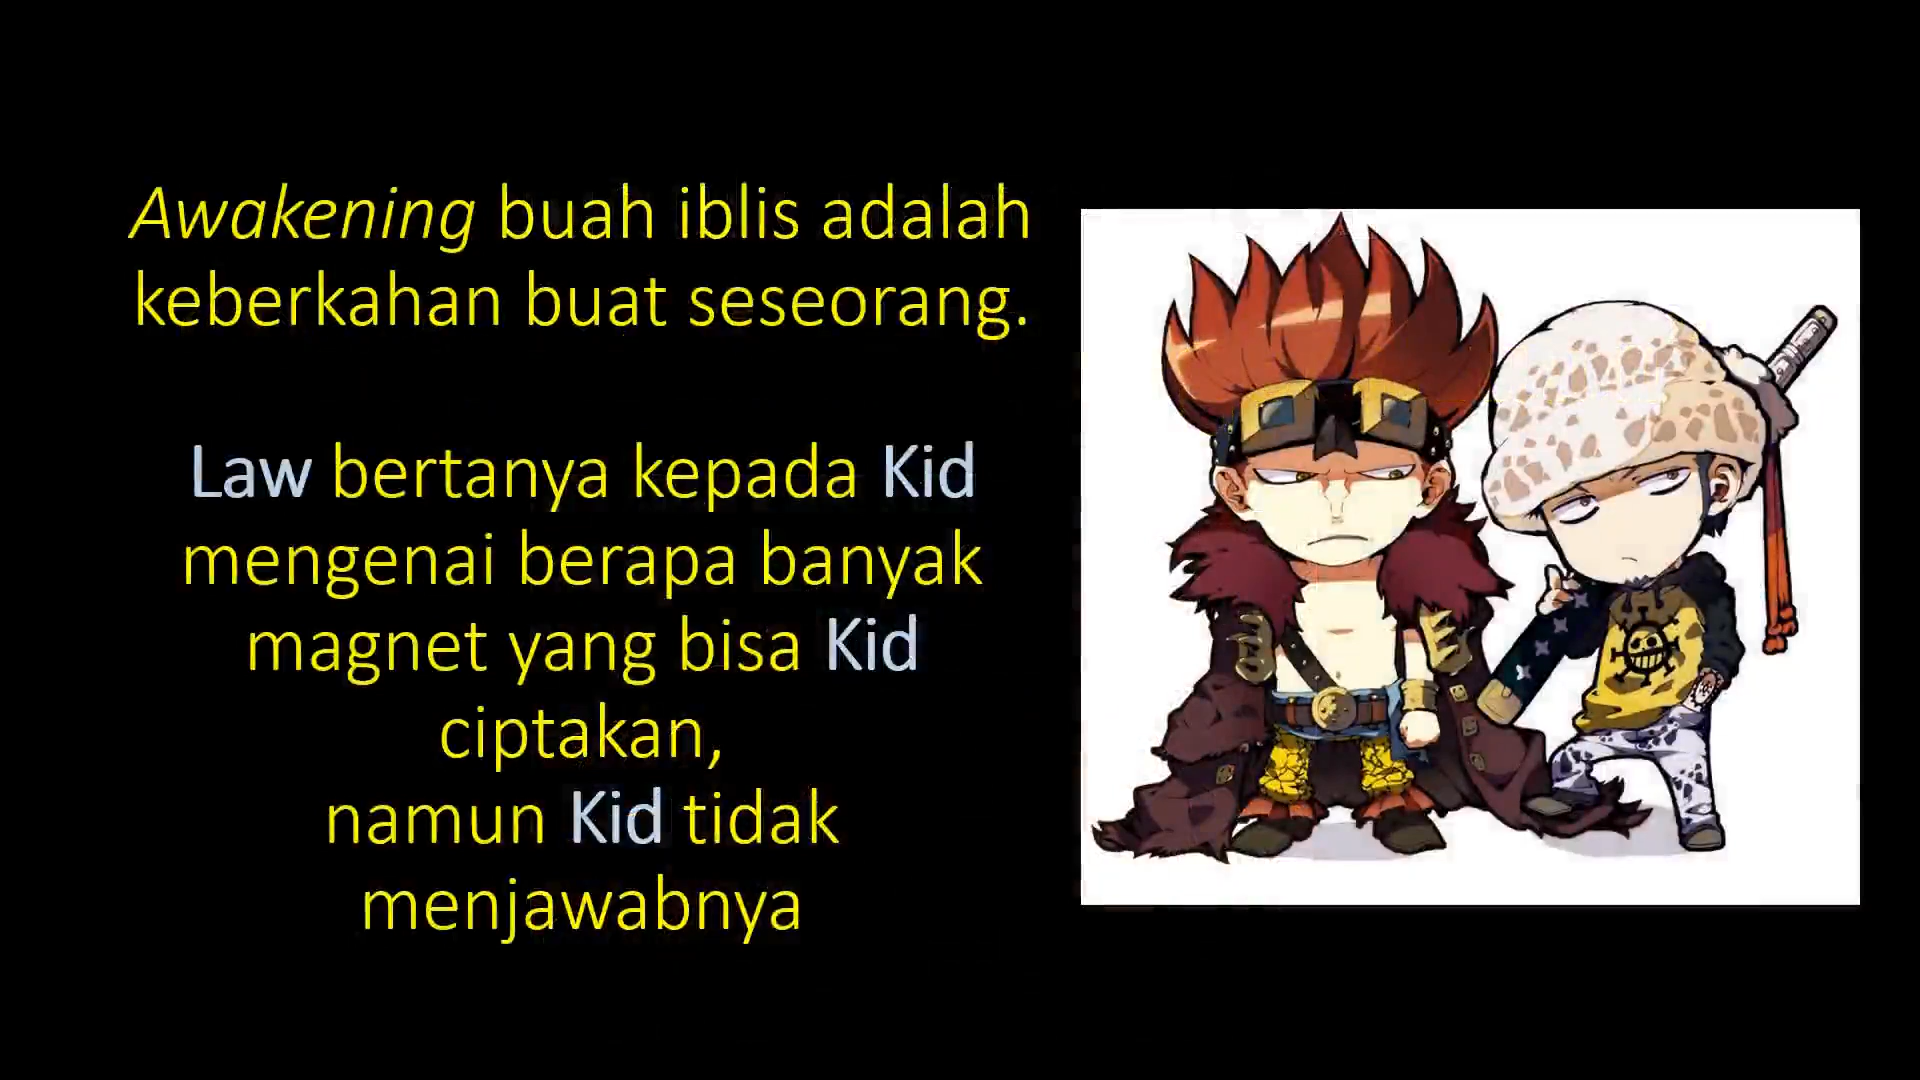 Awakening buah iblis adalah
keberkahan buat seseorang.
Law bertanya kepada Kid
mengenai berapa banyak
magnet yang bisa Kid
ciptakan,
namun Kid tidak
menjawabnya